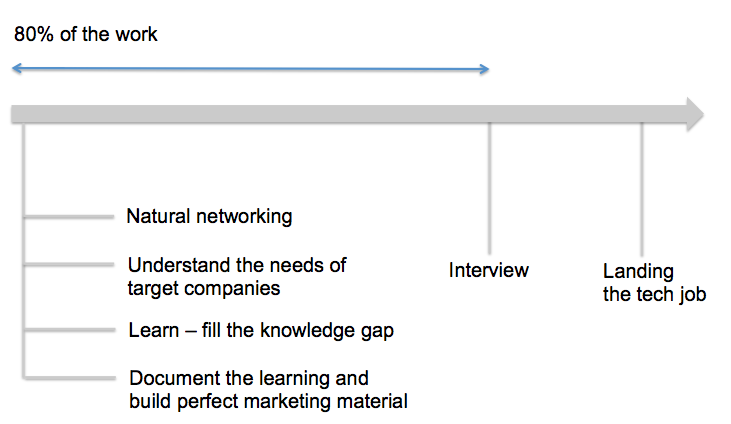 80% of the work
Natural networking
Understand the needs of
target companies
Learn – fill the knowledge gap
Document the learning and
build perfect marketing material
Interview
Landing
the tech job